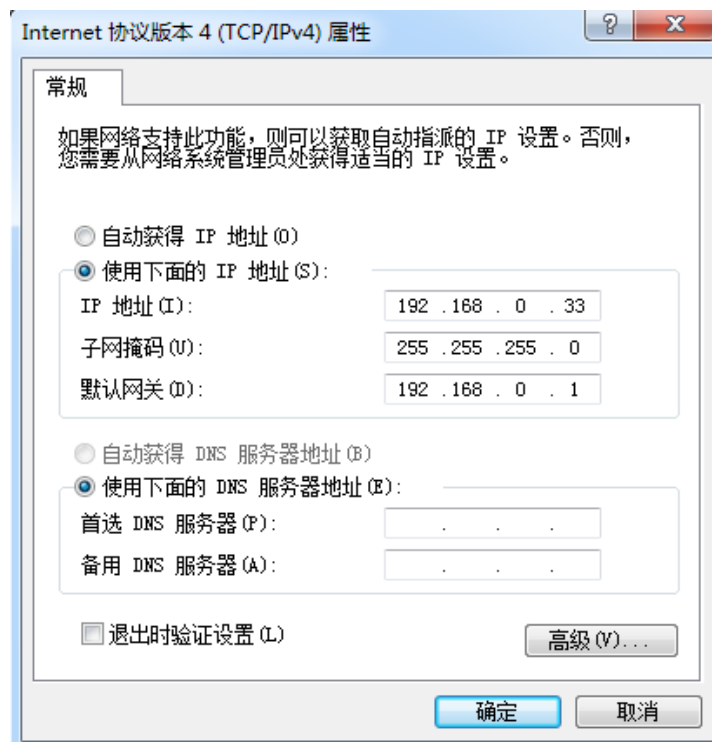 Internet 协议版本 4 (TCP/IPv4) 属性
常规
如果网络支持此功能，则可以获取自动指派的 IP 设置。否则，
您需要从网络系统管理员处获得适当的 IP 设置。
自动获得 IP 地址(O)
使用下面的 IP 地址(S):
IP 地址(I): 192 .168 . 0 . 33
子网掩码(U): 255 .255 .255 . 0
默认网关(D): 192 .168 . 0 . 1
自动获得 DNS 服务器地址(B)
使用下面的 DNS 服务器地址(E):
首选 DNS 服务器(P): . . .
备用 DNS 服务器(A): . . .
退出时验证设置(L)
高级(V)...
确定 取消